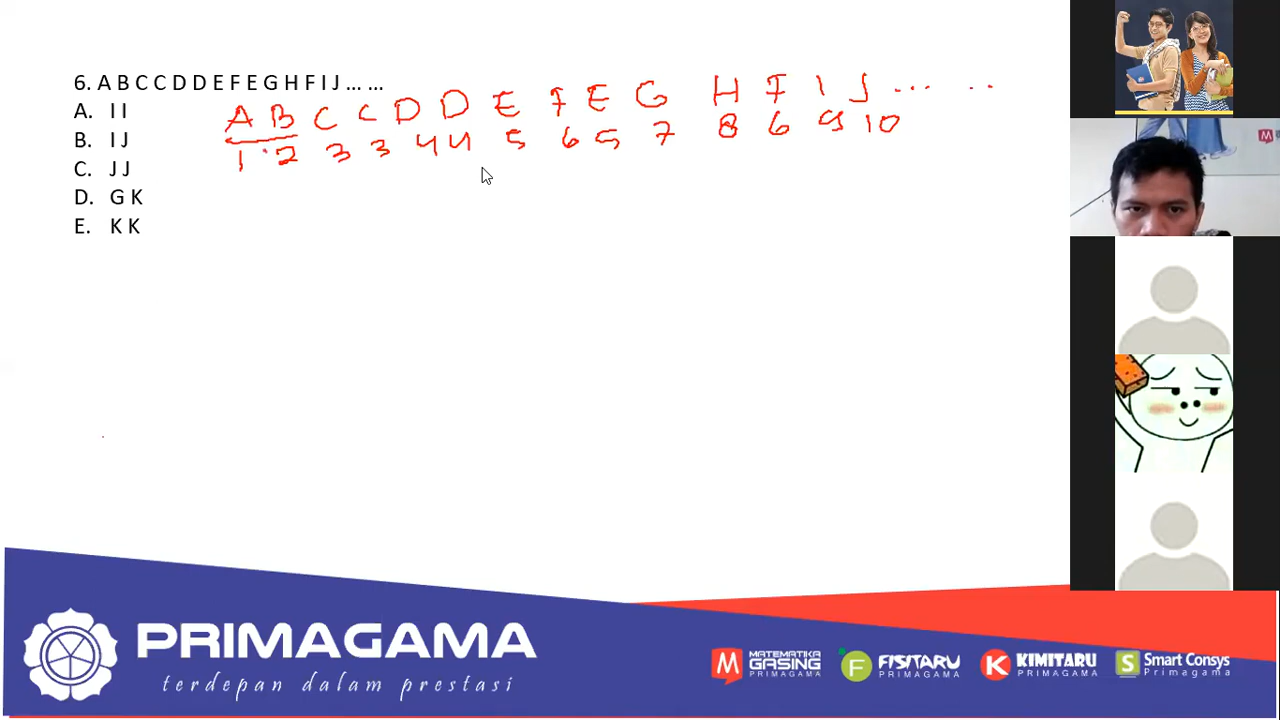 6. A B C C D D E F E G H F I J ... ...
A. I I
B. I J
C. J J
D. G K
E. K K
A B C C D D E F E G H F I J ... ..
1 2 3 3 4 4 5 6 5 7 8 6 9 10
PRIMAGAMA
terdepan dalam prestasi
M MATEMATIKA GASING PRIMAGAMA
F FISITARU PRIMAGAMA
K KIMITARU PRIMAGAMA
S Smart Consys Primagama